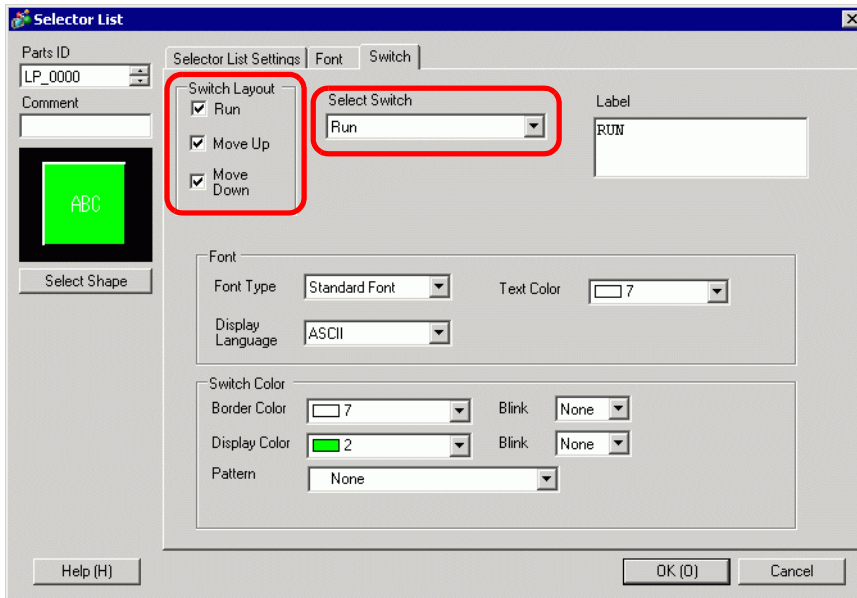 Selector List
Parts ID
LP_0000
Comment
ABC
Select Shape
Selector List Settings Font Switch
Switch Layout
Run
Move Up
Move
Down
Select Switch
Run
Label
RUN
Font
Font Type Standard Font Text Color 7
Display
Language ASCII
Switch Color
Border Color 7 Blink None
Display Color 2 Blink None
Pattern None
Help (H) OK (O) Cancel